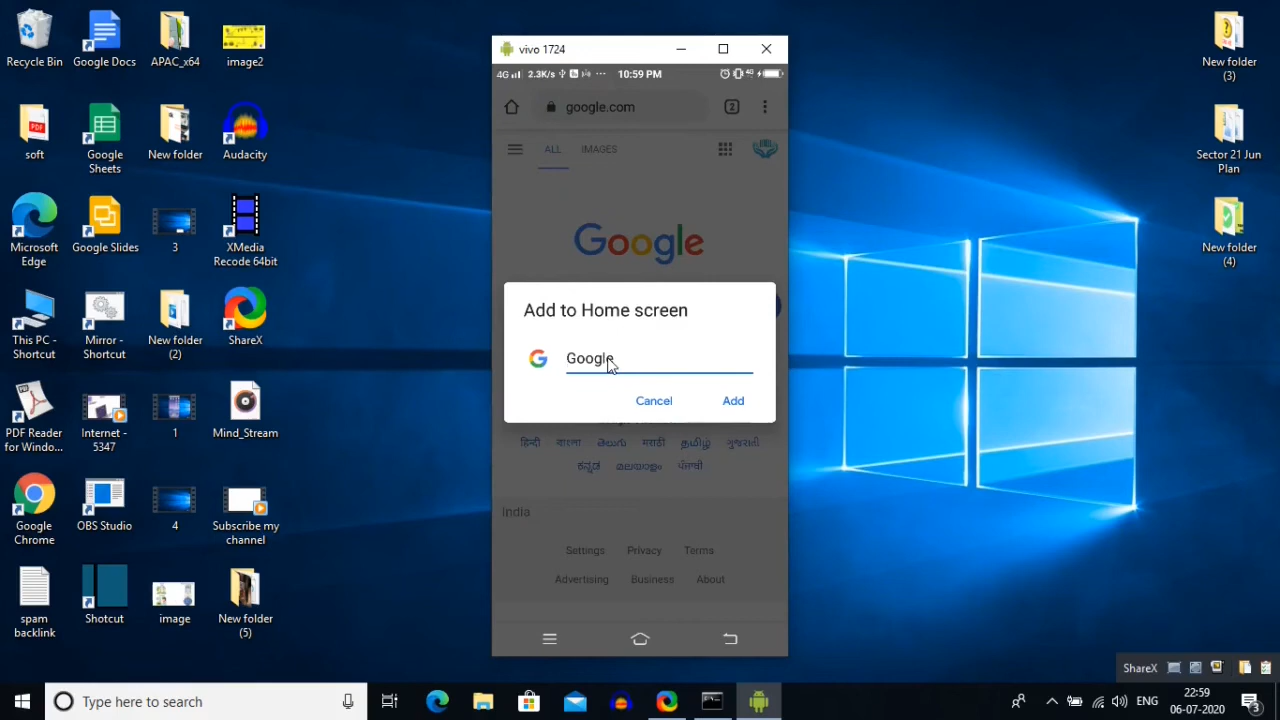 Recycle Bin
Google Docs
APAC_x64
image2
soft
Google Sheets
New folder
Audacity
Microsoft Edge
Google Slides
3
XMedia Recode 64bit
This PC - Shortcut
Mirror - Shortcut
New folder (2)
ShareX
PDF Reader for Windo...
Internet - 5347
1
Mind_Stream
Google Chrome
OBS Studio
4
Subscribe my channel
spam backlink
Shotcut
image
New folder (5)
vivo 1724
4G 2.3K/s ... 10:59 PM 4G
google.com 2
ALL IMAGES
Google
Add to Home screen
Google
Cancel Add
हिन्दी বাংলা తెలుగు मराठी தமிழ் ગુજરાતી
ಕನ್ನಡ മലയാളം ਪੰਜਾਬੀ
India
Settings Privacy Terms
Advertising Business About
New folder (3)
Sector 21 Jun Plan
New folder (4)
ShareX
Type here to search
ENG
22:59
06-07-2020
3